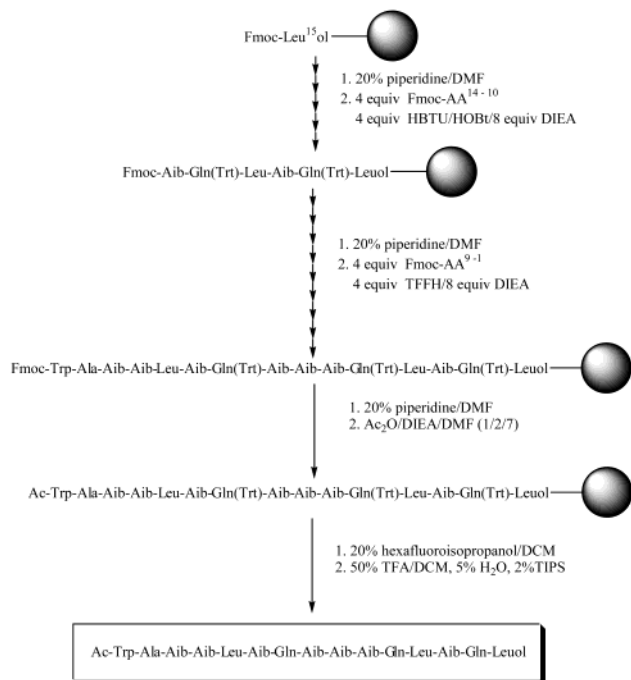 Fmoc-Leu¹⁵ol
1. 20% piperidine/DMF
2. 4 equiv Fmoc-AA¹⁴ ⁻ ¹⁰
4 equiv HBTU/HOBt/8 equiv DIEA
Fmoc-Aib-Gln(Trt)-Leu-Aib-Gln(Trt)-Leuol
1. 20% piperidine/DMF
2. 4 equiv Fmoc-AA⁹ ⁻¹
4 equiv TFFH/8 equiv DIEA
Fmoc-Trp-Ala-Aib-Aib-Leu-Aib-Gln(Trt)-Aib-Aib-Aib-Gln(Trt)-Leu-Aib-Gln(Trt)-Leuol
1. 20% piperidine/DMF
2. Ac₂O/DIEA/DMF (1/2/7)
Ac-Trp-Ala-Aib-Aib-Leu-Aib-Gln(Trt)-Aib-Aib-Aib-Gln(Trt)-Leu-Aib-Gln(Trt)-Leuol
1. 20% hexafluoroisopropanol/DCM
2. 50% TFA/DCM, 5% H₂O, 2%TIPS
Ac-Trp-Ala-Aib-Aib-Leu-Aib-Gln-Aib-Aib-Aib-Gln-Leu-Aib-Gln-Leuol